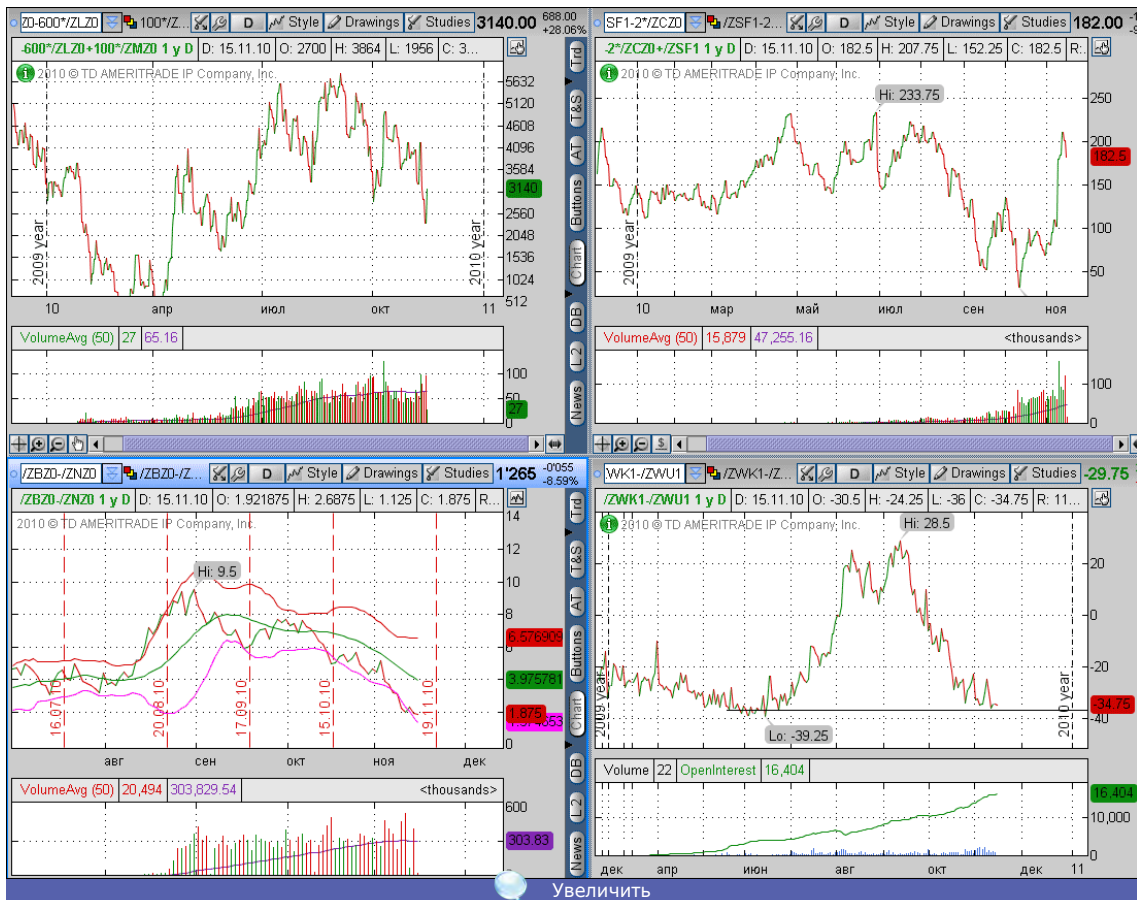 Z0-600*/ZLZ0 100*/Z... D Style Drawings Studies 3140.00 688.00 +28.06%
-600*/ZLZ0+100*/ZMZ0 1 y D D: 15.11.10 O: 2700 H: 3864 L: 1956 C: 3...
2010 © TD AMERITRADE IP Company, Inc.
5632
5120
4608
4096
3584
3140
2560
2048
1536
1024
512
2009 year
2010 year
10 апр июл окт 11
VolumeAvg (50) 27 65.16
100
50
27
0
Trd
T&S
AT
Buttons
Chart
DB
L2
News
SF1-2*/ZCZ0 /ZSF1-2... D Style Drawings Studies 182.00
-2*/ZCZ0+/ZSF1 1 y D D: 15.11.10 O: 182.5 H: 207.75 L: 152.25 C: 182.5 R:
2010 © TD AMERITRADE IP Company, Inc.
Hi: 233.75
250
200
182.5
150
100
50
2009 year
10 мар май июл сен ноя
VolumeAvg (50) 15,879 47,255.16 <thousands>
100
0
/ZBZ0-/ZNZ0 /ZBZ0-/Z... D Style Drawings Studies 1'265 -0'055 -8.59%
/ZBZ0-/ZNZ0 1 y D D: 15.11.10 O: 1.921875 H: 2.6875 L: 1.125 C: 1.875 R...
2010 © TD AMERITRADE IP Company, Inc.
Hi: 9.5
14
12
10
8
6.576909
3.975781
1.875
0
16.07.10
20.08.10
17.09.10
15.10.10
19.11.10
авг сен окт ноя дек
VolumeAvg (50) 20,494 303,829.54 <thousands>
600
303.83
Trd
T&S
AT
Buttons
Chart
DB
L2
News
WK1-/ZWU1 /ZWK1-/Z... D Style Drawings Studies -29.75
/ZWK1-/ZWU1 1 y D D: 15.11.10 O: -30.5 H: -24.25 L: -36 C: -34.75 R: 11...
2010 © TD AMERITRADE IP Company, Inc.
Hi: 28.5
20
0
-20
-34.75
-40
Lo: -39.25
2009 year
2010 year
Volume 22 OpenInterest 16,404
16,404
10,000
0
дек апр июн авг окт дек 11
Увеличить